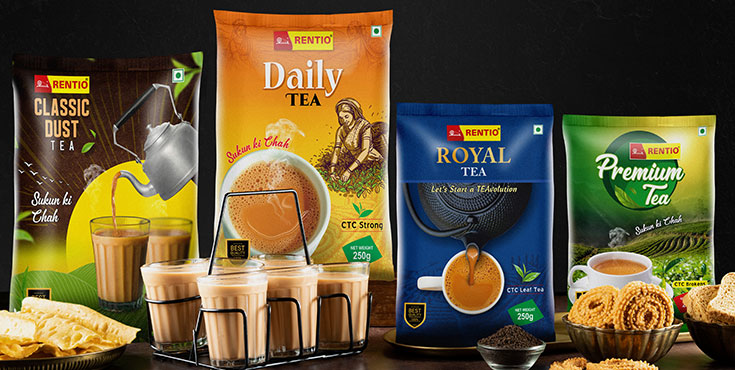 RENTIO
CLASSIC
DUST
TEA
Sukun ki
Chah
RENTIO
Daily
TEA
Sukun ki Chah
CTC Strong
BEST
NET WEIGHT
250g
RENTIO
ROYAL
TEA
Let's Start a TEAvolution
CTC Leaf Tea
BEST
NET WEIGHT
250g
RENTIO
Premium
Tea
Sukun ki Chah
CTC Brokens